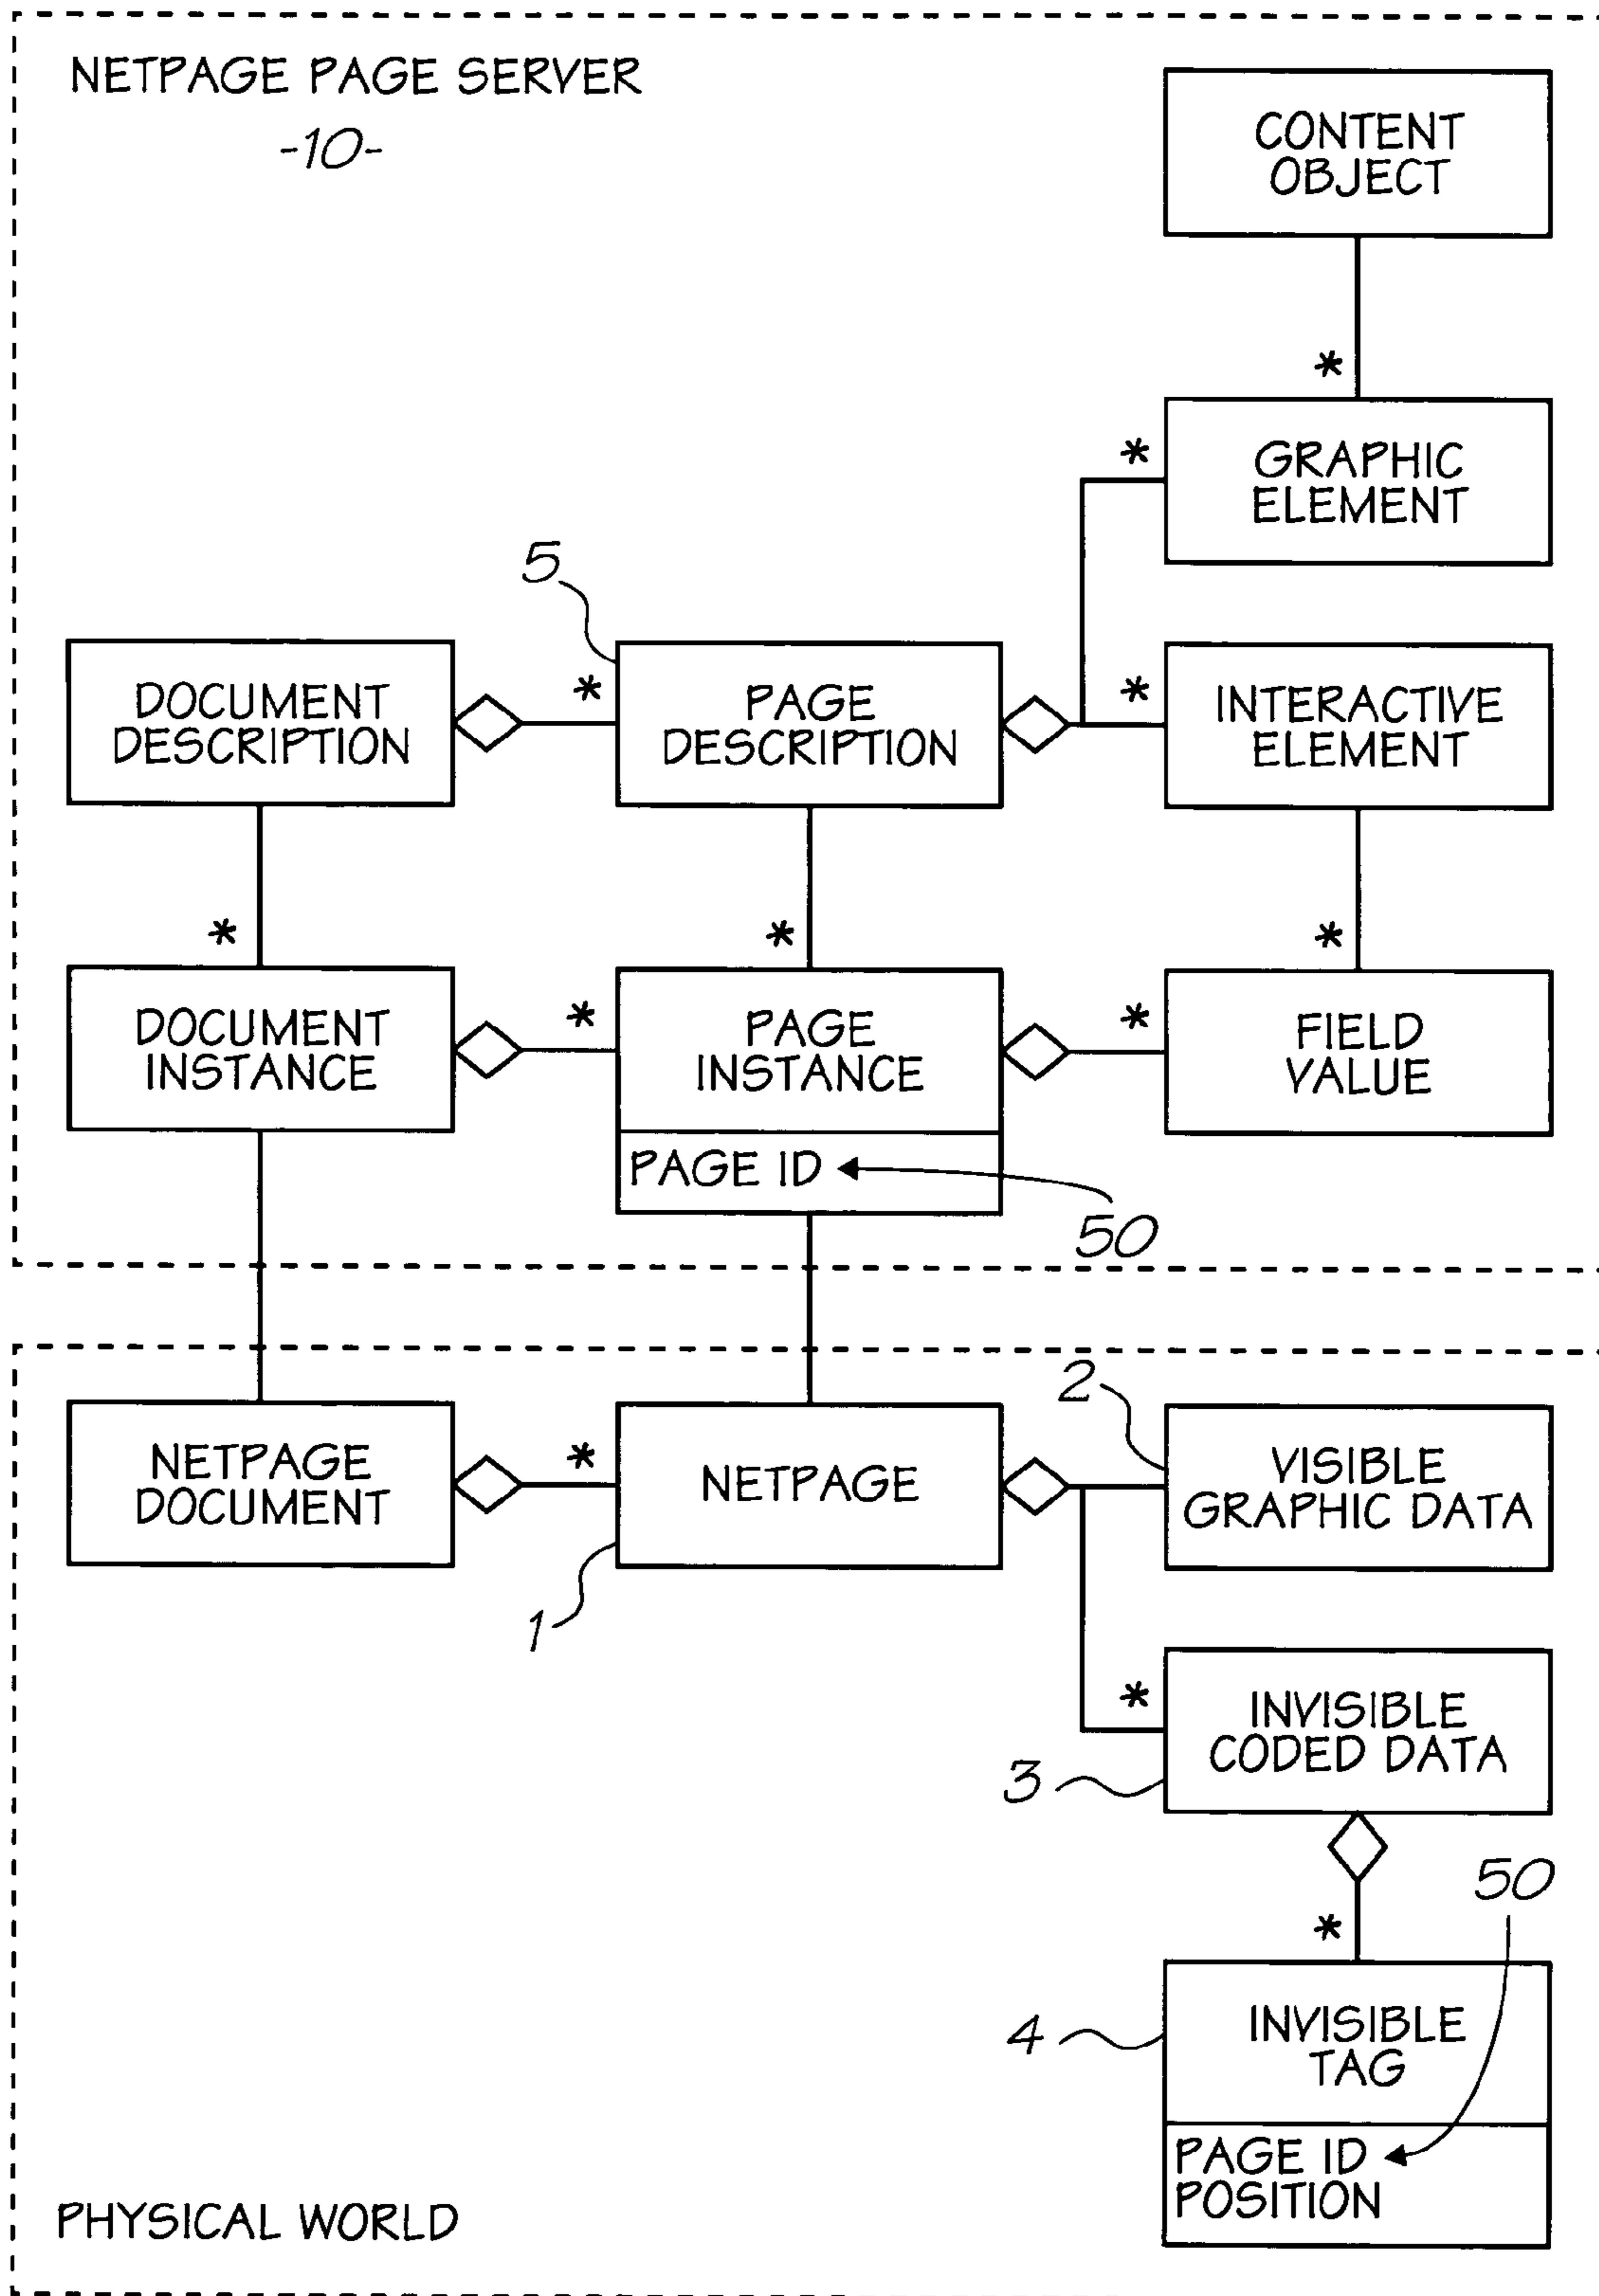 NETPAGE PAGE SERVER
-10-
CONTENT
OBJECT
*
*
GRAPHIC
ELEMENT
5
DOCUMENT
DESCRIPTION
*
PAGE
DESCRIPTION
*
INTERACTIVE
ELEMENT
*
*
*
DOCUMENT
INSTANCE
*
PAGE
INSTANCE
*
FIELD
VALUE
PAGE ID
50
2
NETPAGE
DOCUMENT
*
NETPAGE
VISIBLE
GRAPHIC DATA
1
*
INVISIBLE
CODED DATA
3
50
*
4
INVISIBLE
TAG
PAGE ID
POSITION
PHYSICAL WORLD